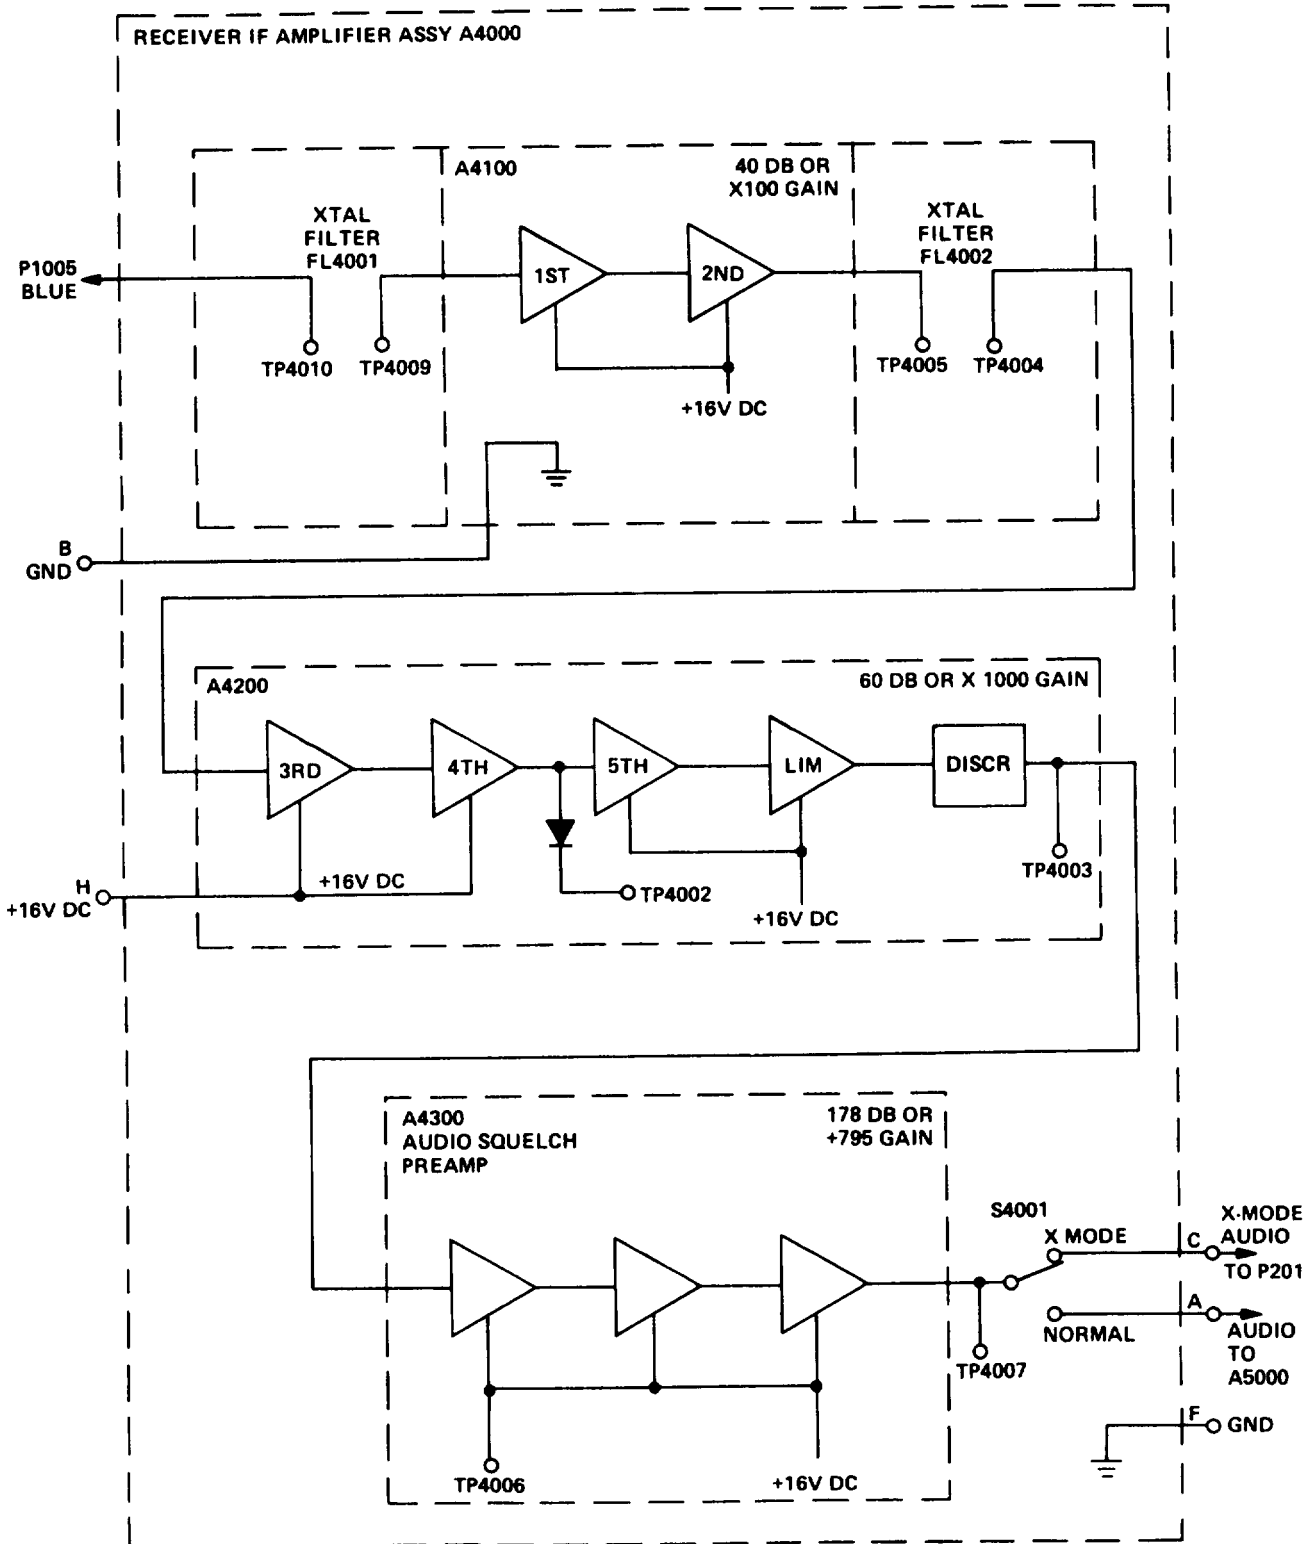 RECEIVER IF AMPLIFIER ASSY A4000
A4100
40 DB OR
X100 GAIN
XTAL
FILTER
FL4001
XTAL
FILTER
FL4002
P1005
BLUE
1ST
2ND
TP4010
TP4009
TP4005
TP4004
+16V DC
B
GND
A4200
60 DB OR X 1000 GAIN
3RD
4TH
5TH
LIM
DISCR
TP4003
H
+16V DC
+16V DC
TP4002
+16V DC
A4300
AUDIO SQUELCH
PREAMP
178 DB OR
+795 GAIN
S4001
X MODE
C
X-MODE
AUDIO
TO P201
A
NORMAL
AUDIO
TO
A5000
TP4007
F
GND
TP4006
+16V DC